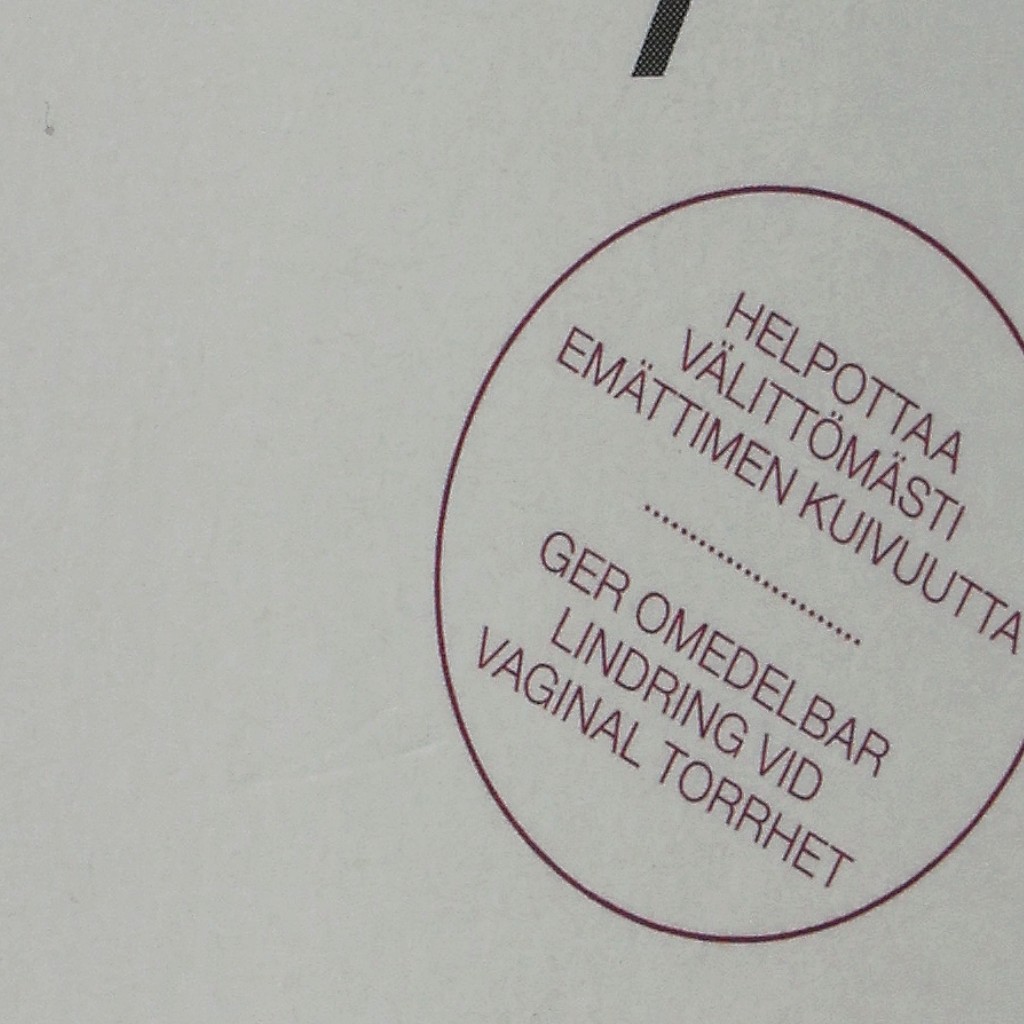 HELPOTTAA
VÄLITTÖMÄSTI
EMÄTTIMEN KUIVUUTTA
GER OMEDELBAR
LINDRING VID
VAGINAL TORRHET